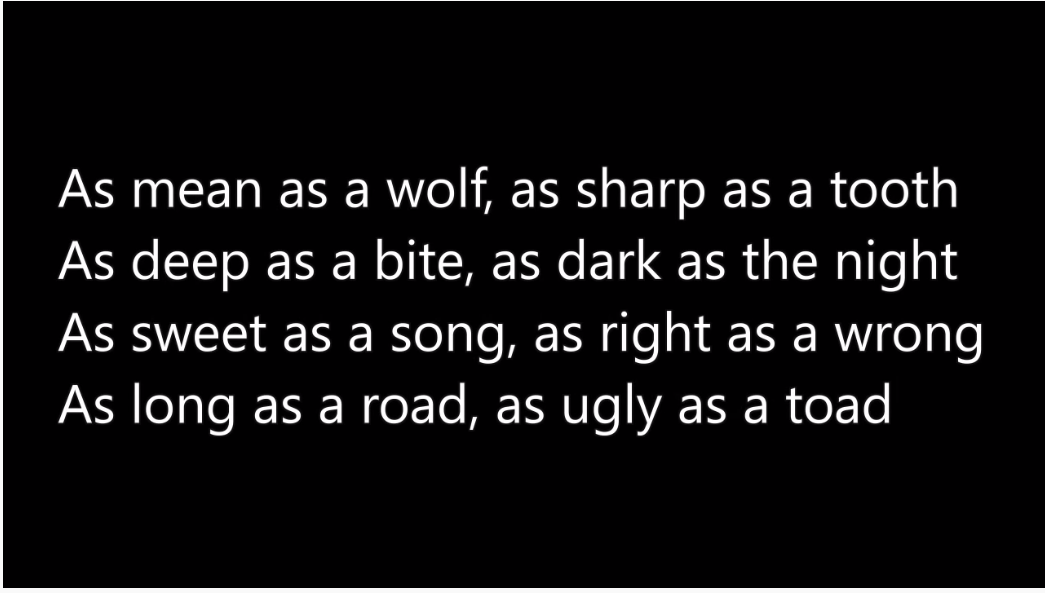 As mean as a wolf, as sharp as a tooth
As deep as a bite, as dark as the night
As sweet as a song, as right as a wrong
As long as a road, as ugly as a toad